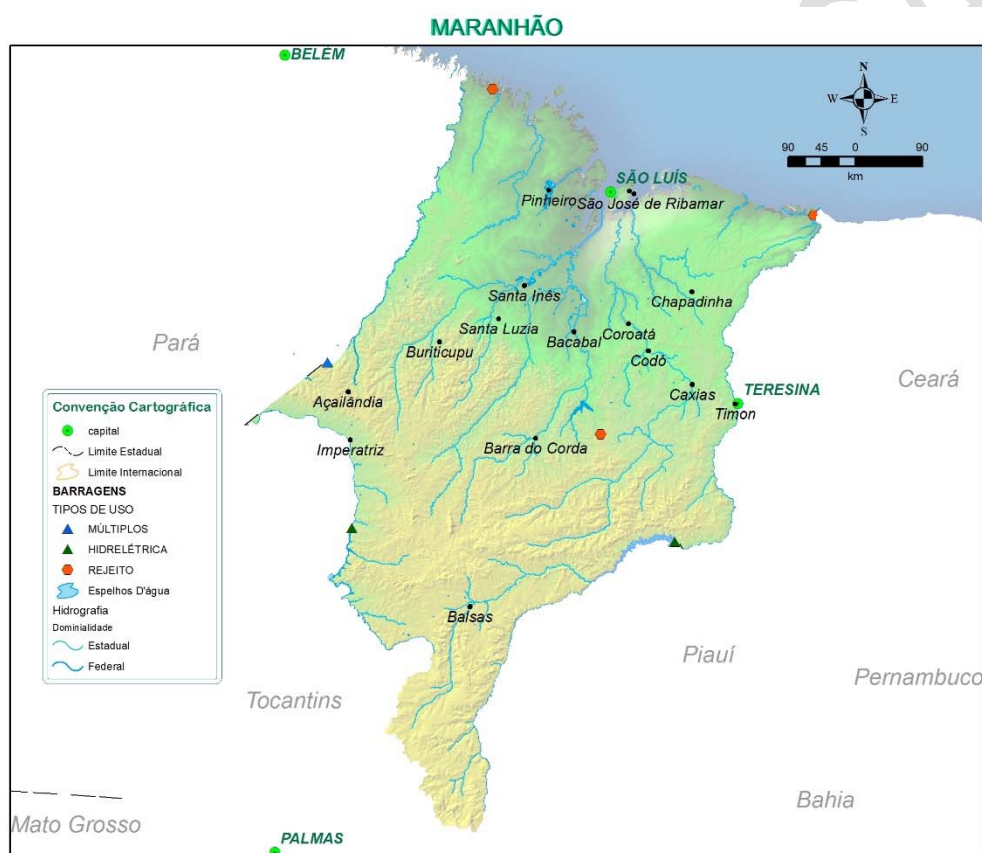 MARANHÃO
BELÉM
N
W E
S
90 45 0 90
km
SÃO LUÍS
Pinheiro
São José de Ribamar
Santa Inês
Chapadinha
Santa Luzia
Bacabal
Coroatá
Buriticupu
Codó
Pará
Ceará
Açailândia
Caxias
TERESINA
Timon
Imperatriz
Barra do Corda
Convenção Cartográfica
capital
Limite Estadual
Limite Internacional
BARRAGENS
TIPOS DE USO
MÚLTIPLOS
HIDRELÉTRICA
REJEITO
Espelhos D'água
Hidrografia
Dominialidade
Estadual
Federal
Balsas
Piauí
Pernambuco
Tocantins
Bahia
Mato Grosso
PALMAS